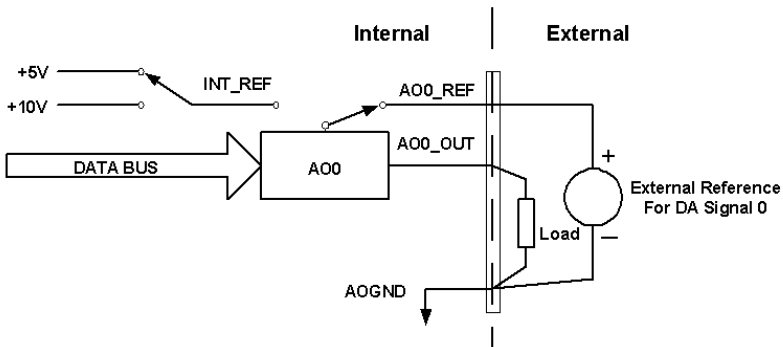 Internal
External
+5V
INT_REF
AO0_REF
+10V
AO0_OUT
DATA BUS
AO0
+
External Reference
For DA Signal 0
Load
—
AOGND